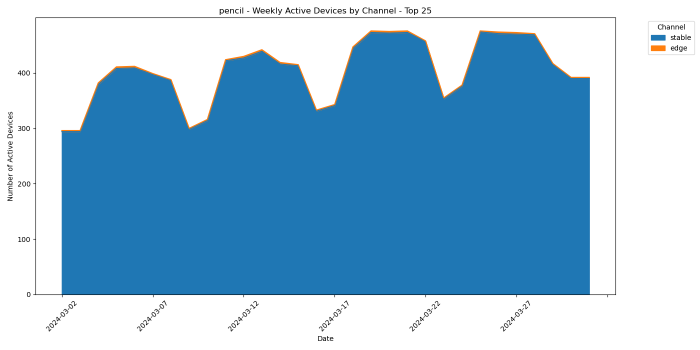 pencil - Weekly Active Devices by Channel - Top 25
Channel
stable
edge
Number of Active Devices
400
300
200
100
0
2024-03-02
2024-03-07
2024-03-12
2024-03-17
2024-03-22
2024-03-27
Date